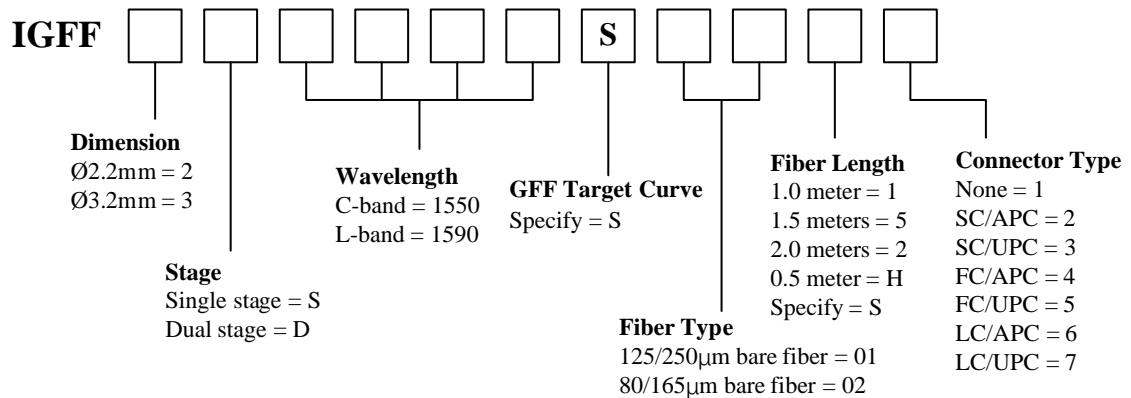 IGFF S
Dimension
Ø2.2mm = 2
Ø3.2mm = 3
Stage
Single stage = S
Dual stage = D
Wavelength
C-band = 1550
L-band = 1590
GFF Target Curve
Specify = S
Fiber Type
125/250µm bare fiber = 01
80/165µm bare fiber = 02
Fiber Length
1.0 meter = 1
1.5 meters = 5
2.0 meters = 2
0.5 meter = H
Specify = S
Connector Type
None = 1
SC/APC = 2
SC/UPC = 3
FC/APC = 4
FC/UPC = 5
LC/APC = 6
LC/UPC = 7